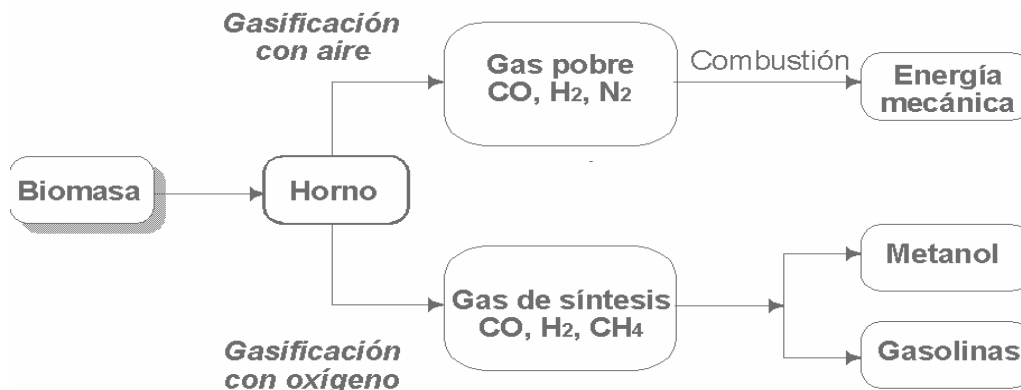 Gasificación
con aire
Gas pobre
CO, H₂, N₂
Combustión
Energía
mecánica
Biomasa
Horno
Gas de síntesis
CO, H₂, CH₄
Metanol
Gasolinas
Gasificación
con oxígeno